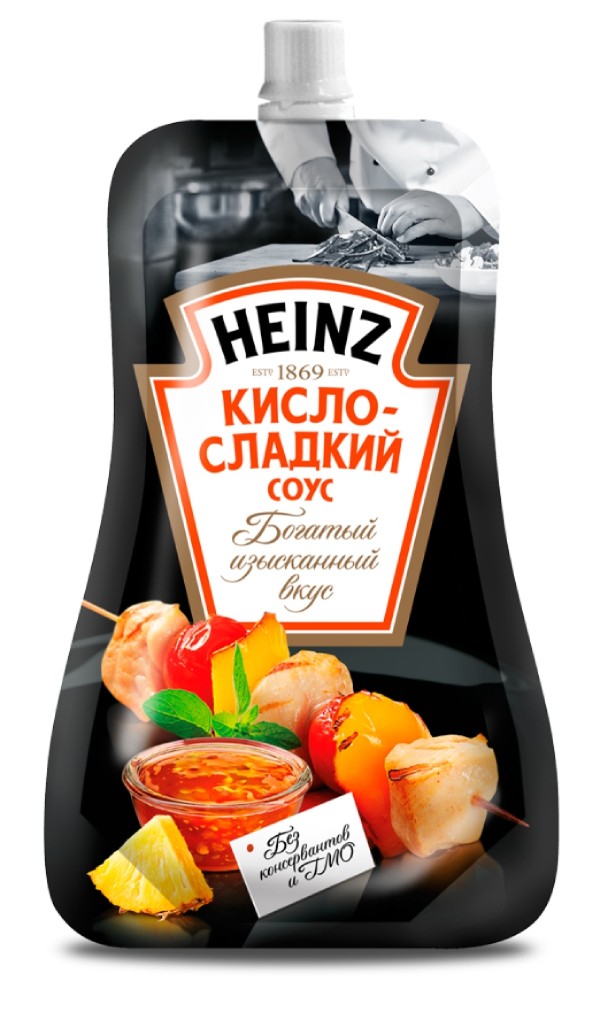 HEINZ
ESTD 1869 ESTD
КИСЛО-
СЛАДКИЙ
СОУС
Богатый
изысканный
вкус
Без
консервантов
и ГМО